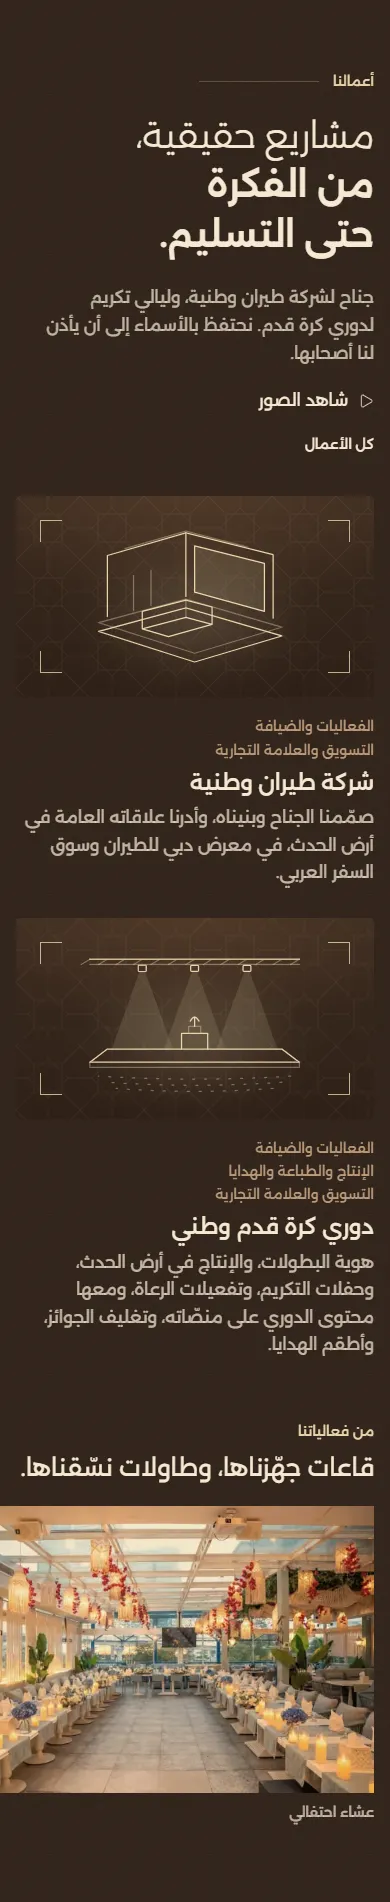 أعمالنا
مشاريع حقيقية،
من الفكرة
حتى التسليم.
جناح لشركة طيران وطنية، وليالي تكريم
لدوري كرة قدم. نحتفظ بالأسماء إلى أن يأذن
لنا أصحابها.
شاهد الصور
كل الأعمال
الفعاليات والضيافة
التسويق والعلامة التجارية
شركة طيران وطنية
صمّمنا الجناح وبنيناه، وأدرنا علاقاته العامة في
أرض الحدث، في معرض دبي للطيران وسوق
السفر العربي.
الفعاليات والضيافة
الإنتاج والطباعة والهدايا
التسويق والعلامة التجارية
دوري كرة قدم وطني
هوية البطولات، والإنتاج في أرض الحدث،
وحفلات التكريم، وتفعيلات الرعاة، ومعها
محتوى الدوري على منصّاته، وتغليف الجوائز،
وأطقم الهدايا.
من فعالياتنا
قاعات جهّزناها، وطاولات نسّقناها.
عشاء احتفالي